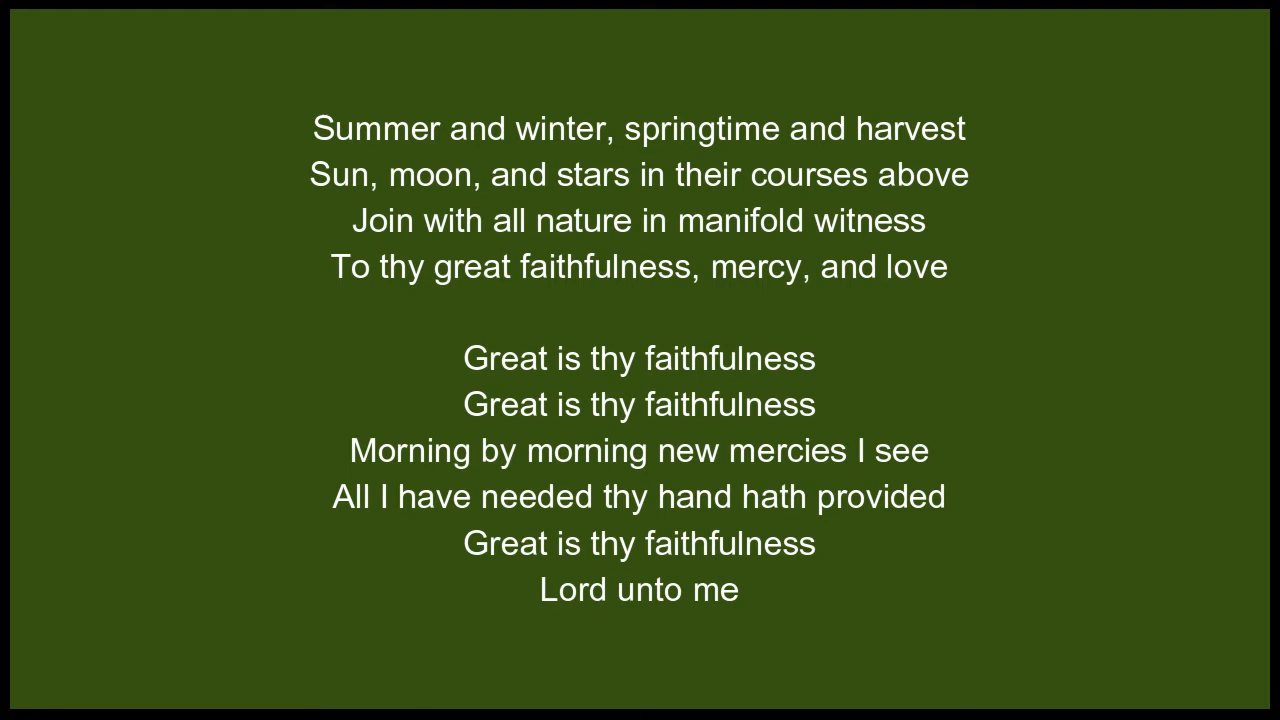 Summer and winter, springtime and harvest
Sun, moon, and stars in their courses above
Join with all nature in manifold witness
To thy great faithfulness, mercy, and love
Great is thy faithfulness
Great is thy faithfulness
Morning by morning new mercies I see
All I have needed thy hand hath provided
Great is thy faithfulness
Lord unto me